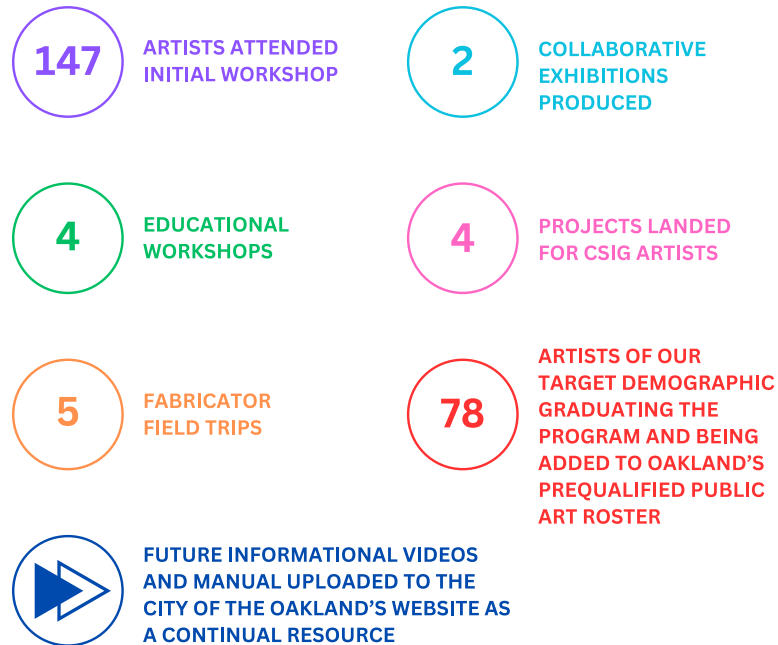 147
ARTISTS ATTENDED
INITIAL WORKSHOP
2
COLLABORATIVE
EXHIBITIONS
PRODUCED
4
EDUCATIONAL
WORKSHOPS
4
PROJECTS LANDED
FOR CSIG ARTISTS
5
FABRICATOR
FIELD TRIPS
78
ARTISTS OF OUR
TARGET DEMOGRAPHIC
GRADUATING THE
PROGRAM AND BEING
ADDED TO OAKLAND’S
PREQUALIFIED PUBLIC
ART ROSTER
FUTURE INFORMATIONAL VIDEOS
AND MANUAL UPLOADED TO THE
CITY OF THE OAKLAND’S WEBSITE AS
A CONTINUAL RESOURCE